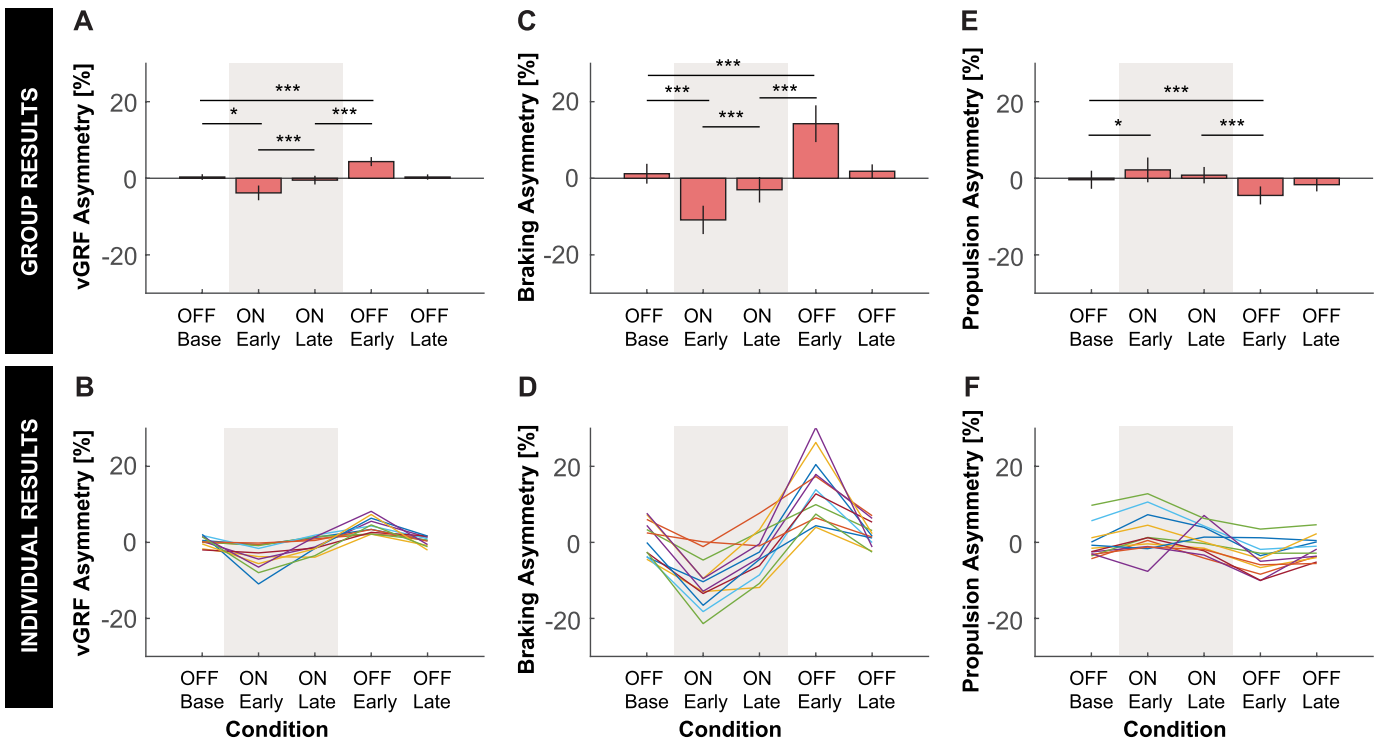 GROUP RESULTS
A
vGRF Asymmetry [%]
20
0
-20
***
*
***
***
OFF Base
ON Early
ON Late
OFF Early
OFF Late
C
Braking Asymmetry [%]
20
0
-20
***
***
***
***
OFF Base
ON Early
ON Late
OFF Early
OFF Late
E
Propulsion Asymmetry [%]
20
0
-20
***
*
***
OFF Base
ON Early
ON Late
OFF Early
OFF Late
INDIVIDUAL RESULTS
B
vGRF Asymmetry [%]
20
0
-20
OFF Base
ON Early
ON Late
OFF Early
OFF Late
Condition
D
Braking Asymmetry [%]
20
0
-20
OFF Base
ON Early
ON Late
OFF Early
OFF Late
Condition
F
Propulsion Asymmetry [%]
20
0
-20
OFF Base
ON Early
ON Late
OFF Early
OFF Late
Condition